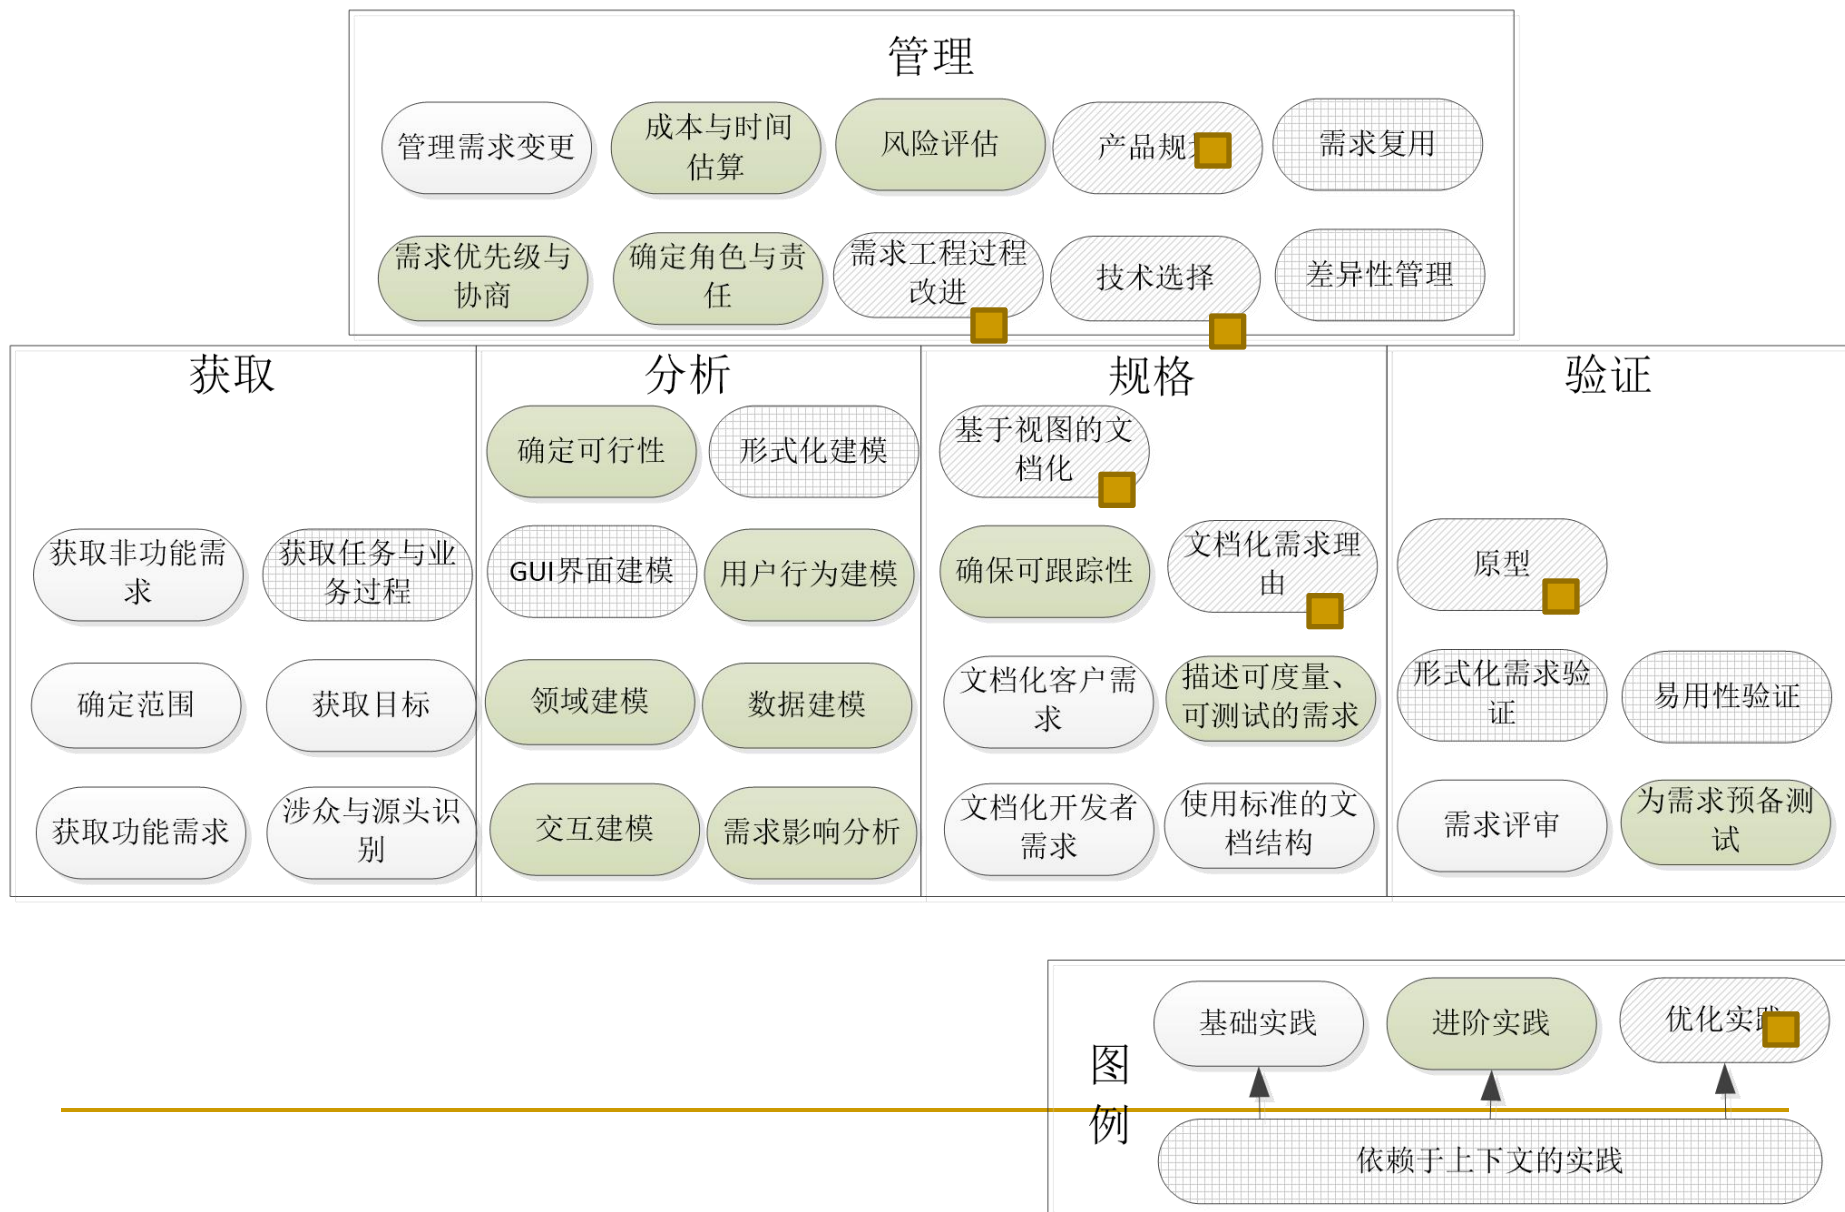 管理
管理需求变更
成本与时间
估算
风险评估
产品规
需求复用
需求优先级与
协商
确定角色与责
任
需求工程过程
改进
技术选择
差异性管理
获取
获取非功能需
求
获取任务与业
务过程
确定范围
获取目标
获取功能需求
涉众与源头识
别
分析
确定可行性
形式化建模
GUI界面建模
用户行为建模
领域建模
数据建模
交互建模
需求影响分析
规格
基于视图的文
档化
确保可跟踪性
文档化需求理
由
文档化客户需
求
描述可度量、
可测试的需求
文档化开发者
需求
使用标准的文
档结构
验证
原型
形式化需求验
证
易用性验证
需求评审
为需求预备测
试
图
例
基础实践
进阶实践
优化实践
依赖于上下文的实践